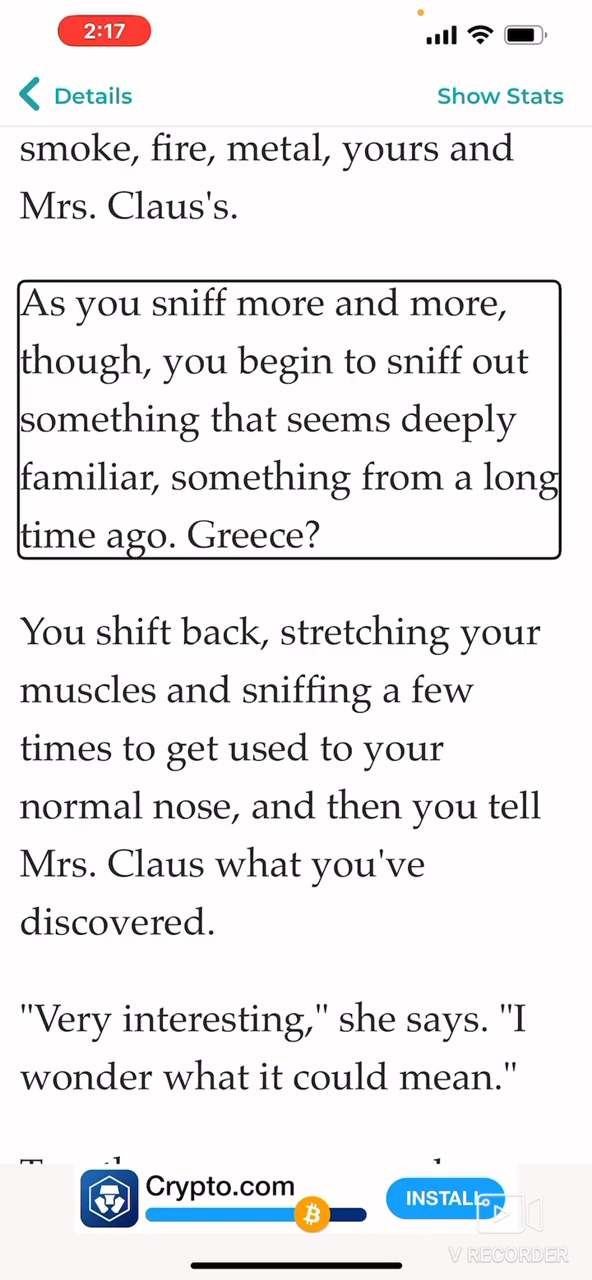 2:17
Details
Show Stats
smoke, fire, metal, yours and
Mrs. Claus's.
As you sniff more and more,
though, you begin to sniff out
something that seems deeply
familiar, something from a long
time ago. Greece?
You shift back, stretching your
muscles and sniffing a few
times to get used to your
normal nose, and then you tell
Mrs. Claus what you've
discovered.
"Very interesting," she says. "I
wonder what it could mean."
Crypto.com
INSTALL
V RECORDER